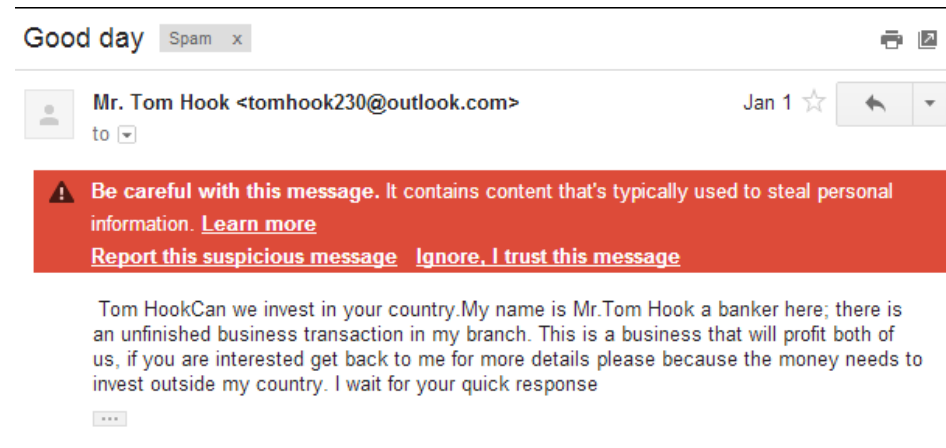 Good day Spam x
Mr. Tom Hook <tomhook230@outlook.com> Jan 1
to
Be careful with this message. It contains content that's typically used to steal personal
information. Learn more
Report this suspicious message Ignore, I trust this message
Tom HookCan we invest in your country.My name is Mr.Tom Hook a banker here; there is
an unfinished business transaction in my branch. This is a business that will profit both of
us, if you are interested get back to me for more details please because the money needs to
invest outside my country. I wait for your quick response
...